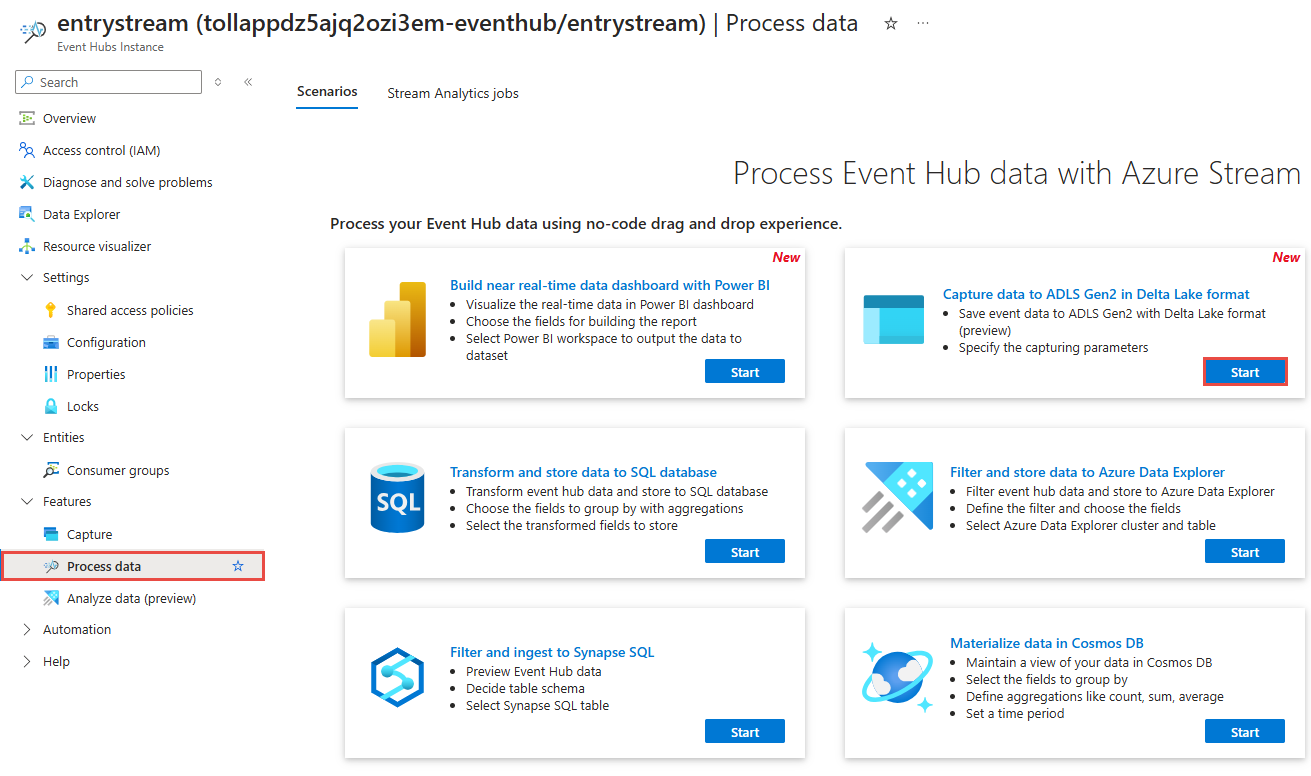 entrystream (tollappdz5ajq2ozi3em-eventhub/entrystream) | Process data
Event Hubs Instance
Search
Overview
Access control (IAM)
Diagnose and solve problems
Data Explorer
Resource visualizer
Settings
Shared access policies
Configuration
Properties
Locks
Entities
Consumer groups
Features
Capture
Process data
Analyze data (preview)
Automation
Help
Scenarios
Stream Analytics jobs
Process Event Hub data with Azure Stream
Process your Event Hub data using no-code drag and drop experience.
New
Build near real-time data dashboard with Power BI
• Visualize the real-time data in Power BI dashboard
• Choose the fields for building the report
• Select Power BI workspace to output the data to
dataset
Start
New
Capture data to ADLS Gen2 in Delta Lake format
• Save event data to ADLS Gen2 with Delta Lake format
(preview)
• Specify the capturing parameters
Start
SQL
Transform and store data to SQL database
• Transform event hub data and store to SQL database
• Choose the fields to group by with aggregations
• Select the transformed fields to store
Start
Filter and store data to Azure Data Explorer
• Filter event hub data and store to Azure Data Explorer
• Define the filter and choose the fields
• Select Azure Data Explorer cluster and table
Start
Filter and ingest to Synapse SQL
• Preview Event Hub data
• Decide table schema
• Select Synapse SQL table
Start
Materialize data in Cosmos DB
• Maintain a view of your data in Cosmos DB
• Select the fields to group by
• Define aggregations like count, sum, average
• Set a time period
Start